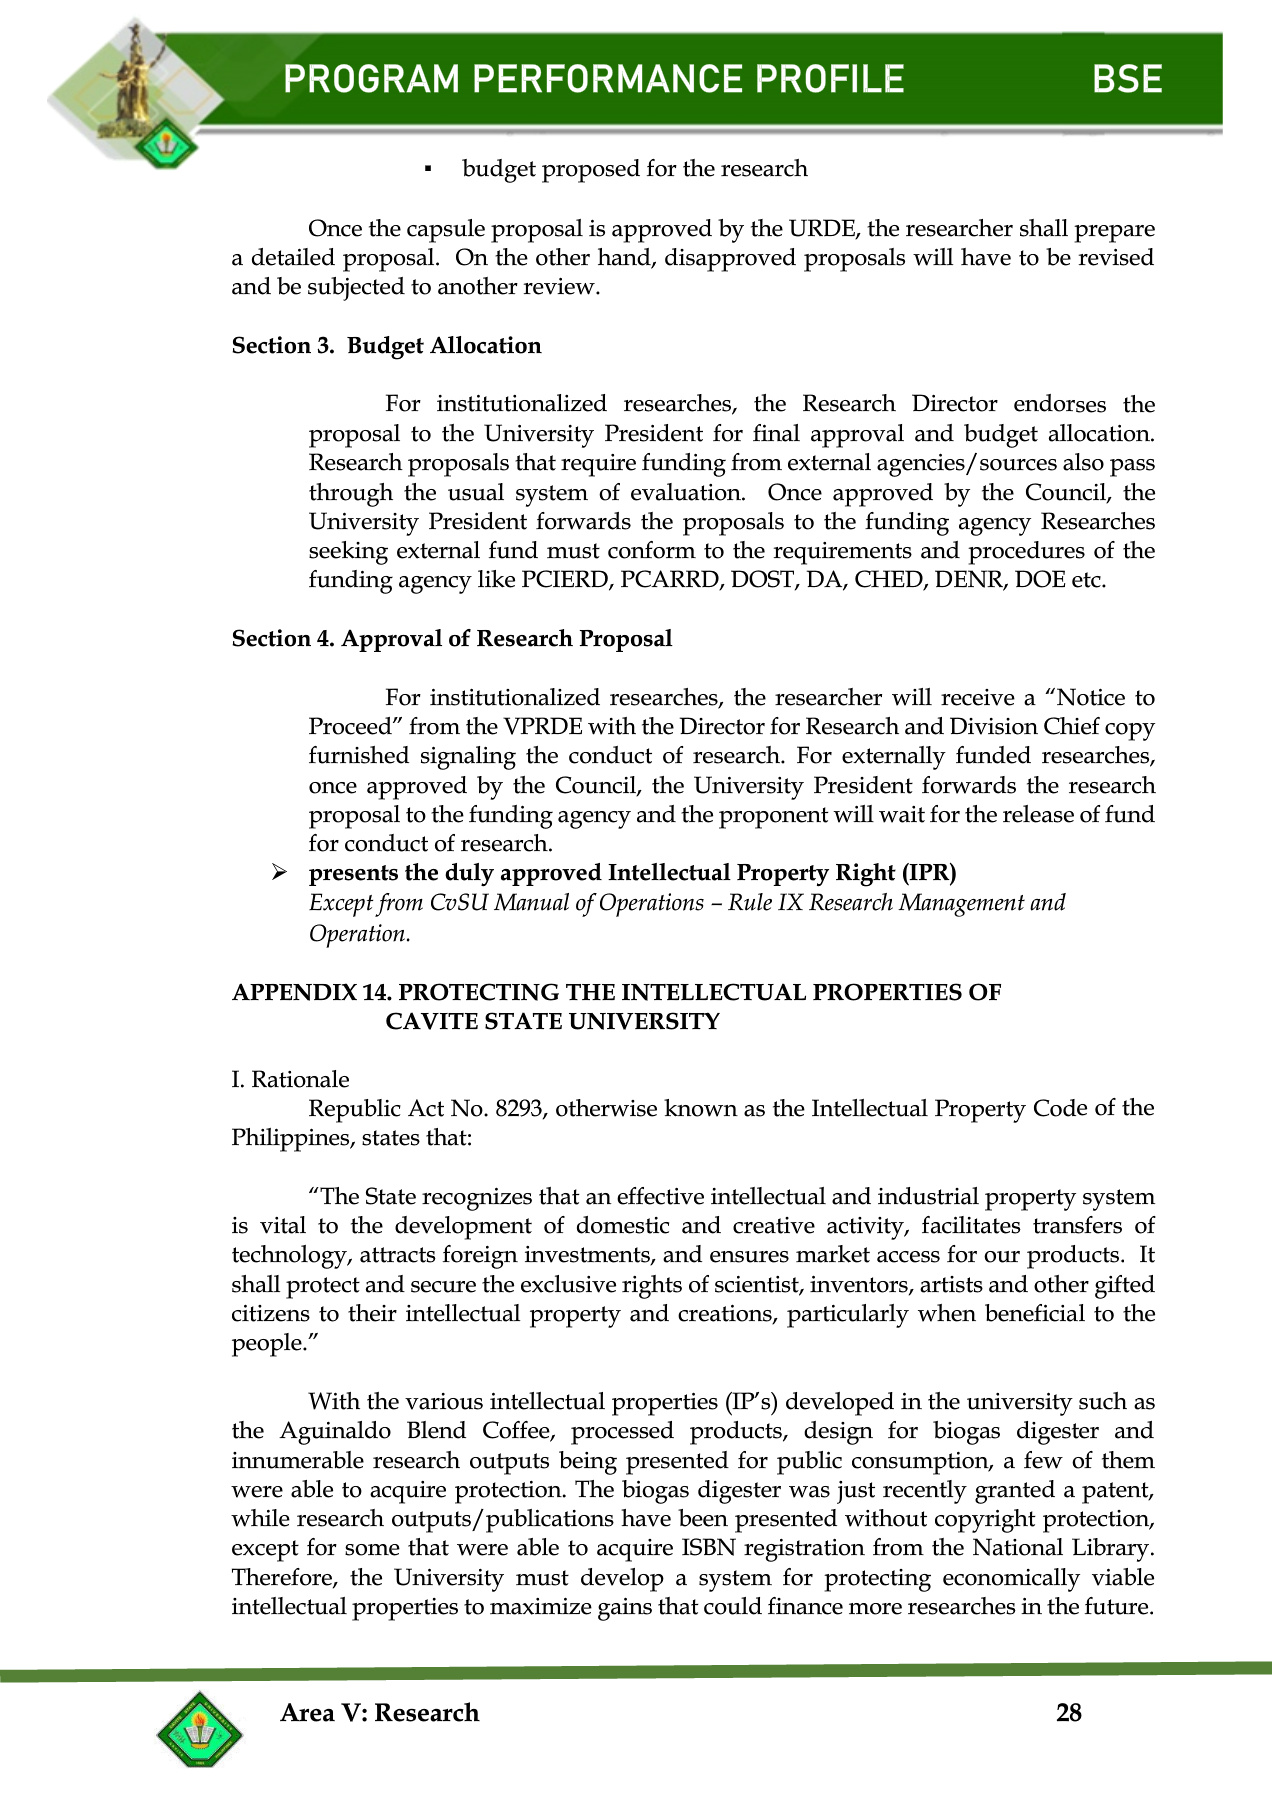 PROGRAM PERFORMANCE PROFILE BSE
▪ budget proposed for the research
Once the capsule proposal is approved by the URDE, the researcher shall prepare
a detailed proposal. On the other hand, disapproved proposals will have to be revised
and be subjected to another review.
Section 3. Budget Allocation
For institutionalized researches, the Research Director endorses the
proposal to the University President for final approval and budget allocation.
Research proposals that require funding from external agencies/sources also pass
through the usual system of evaluation. Once approved by the Council, the
University President forwards the proposals to the funding agency Researches
seeking external fund must conform to the requirements and procedures of the
funding agency like PCIERD, PCARRD, DOST, DA, CHED, DENR, DOE etc.
Section 4. Approval of Research Proposal
For institutionalized researches, the researcher will receive a “Notice to
Proceed” from the VPRDE with the Director for Research and Division Chief copy
furnished signaling the conduct of research. For externally funded researches,
once approved by the Council, the University President forwards the research
proposal to the funding agency and the proponent will wait for the release of fund
for conduct of research.
➢ presents the duly approved Intellectual Property Right (IPR)
Except from CvSU Manual of Operations – Rule IX Research Management and
Operation.
APPENDIX 14. PROTECTING THE INTELLECTUAL PROPERTIES OF
CAVITE STATE UNIVERSITY
I. Rationale
Republic Act No. 8293, otherwise known as the Intellectual Property Code of the
Philippines, states that:
“The State recognizes that an effective intellectual and industrial property system
is vital to the development of domestic and creative activity, facilitates transfers of
technology, attracts foreign investments, and ensures market access for our products. It
shall protect and secure the exclusive rights of scientist, inventors, artists and other gifted
citizens to their intellectual property and creations, particularly when beneficial to the
people.”
With the various intellectual properties (IP’s) developed in the university such as
the Aguinaldo Blend Coffee, processed products, design for biogas digester and
innumerable research outputs being presented for public consumption, a few of them
were able to acquire protection. The biogas digester was just recently granted a patent,
while research outputs/publications have been presented without copyright protection,
except for some that were able to acquire ISBN registration from the National Library.
Therefore, the University must develop a system for protecting economically viable
intellectual properties to maximize gains that could finance more researches in the future.
Area V: Research 28